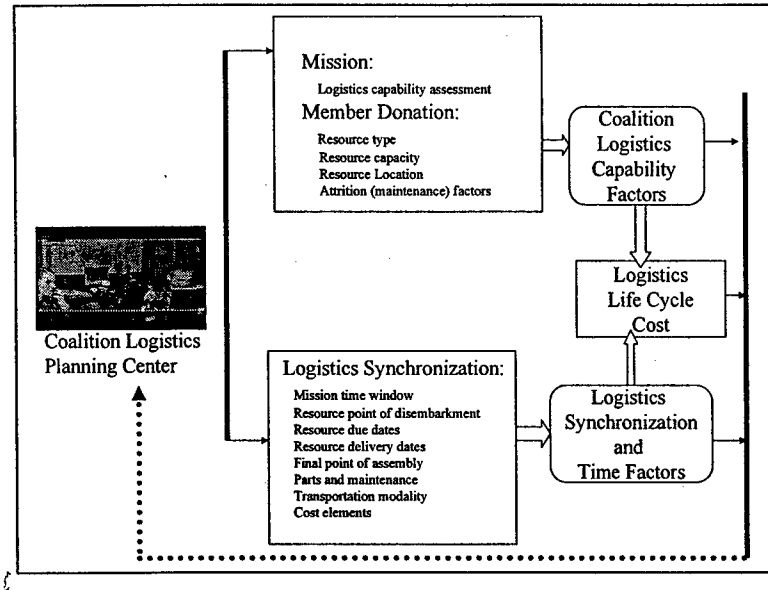 Mission:
Logistics capability assessment
Member Donation:
Resource type
Resource capacity
Resource Location
Attrition (maintenance) factors
Coalition
Logistics
Capability
Factors
Logistics
Life Cycle
Cost
Coalition Logistics
Planning Center
Logistics Synchronization:
Mission time window
Resource point of disembarkment
Resource due dates
Resource delivery dates
Final point of assembly
Parts and maintenance
Transportation modality
Cost elements
Logistics
Synchronization
and
Time Factors